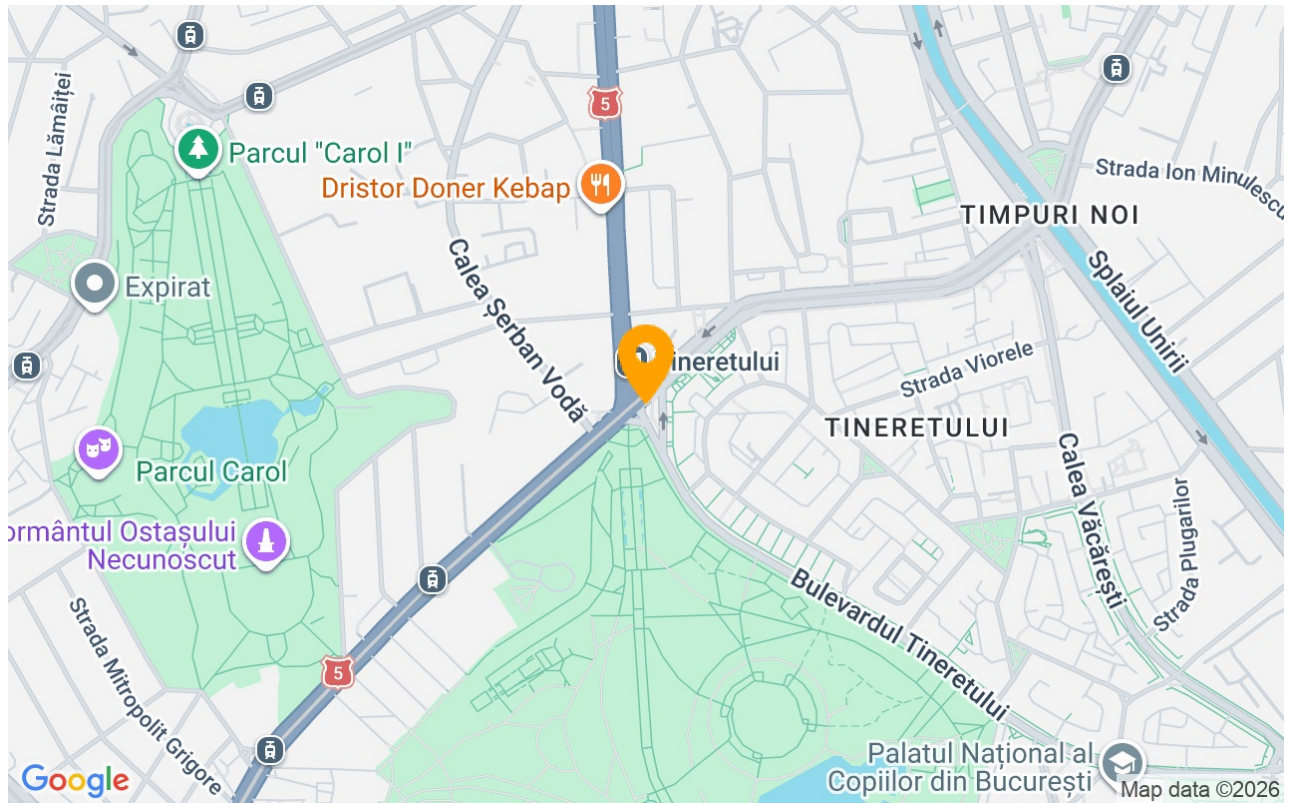 Strada Lămâiței
Parcul "Carol I"
5
Dristor Doner Kebap
Strada Ion Minulescu
TIMPURI NOI
Expirat
Calea Șerban Vodă
Splaiul Unirii
ineretului
Strada Viorele
TINERETULUI
Parcul Carol
Calea Văcărești
Strada Plugarilor
ormântul Ostașului
Necunoscut
Bulevardul Tineretului
Strada Mitropolit Grigore
5
Palatul Național al
Copiilor din București
Google
Map data ©2026